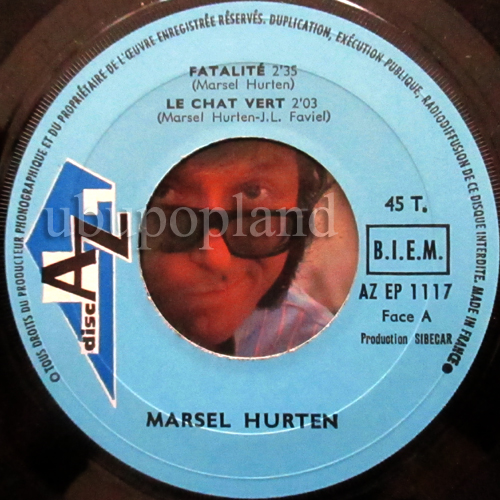 TOUS DROITS DU PRODUCTEUR PHONOGRAPHIQUE ET DU PROPRIÉTAIRE DE L'ŒUVRE ENREGISTRÉE RÉSERVÉS. DUPLICATION, EXÉCUTION PUBLIQUE, RADIODIFFUSION DE CE DISQUE INTERDITE. MADE IN FRANCE
FATALITÉ 2'35
(Marsel Hurten)
LE CHAT VERT 2'03
(Marsel Hurten-J.L. Faviel)
ubupopland
disc AZ
45 T.
B.I.E.M.
AZ EP 1117
Face A
Production SIBECAR
MARSEL HURTEN